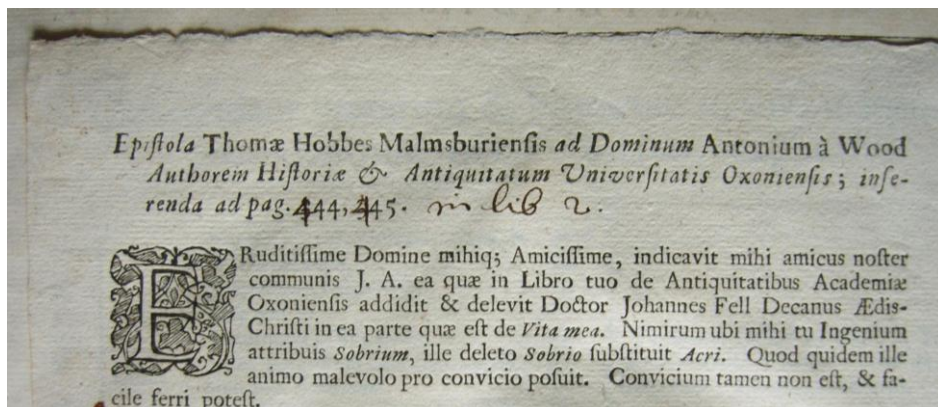 Epiſtola Thomæ Hobbes Malmsburienſis ad Dominum Antonium à Wood
Authorem Hiſtoriæ & Antiquitatum Univerſitatis Oxonienſis; inſe-
renda ad pag. 444, 445. in lib 2.
ERuditiſſime Domine mihiq; Amiciſſime, indicavit mihi amicus noſter
communis J. A. ea quæ in Libro tuo de Antiquitatibus Academiæ
Oxonienſis addidit & delevit Doctor Johannes Fell Decanus Ædis-
Chriſti in ea parte quæ eſt de Vita mea. Nimirum ubi mihi tu Ingenium
attribuis Sobrium, ille deleto Sobrio ſubſtituit Acri. Quod quidem ille
animo malevolo pro convicio poſuit. Convicium tamen non eſt, & fa-
cile ferri poteſt.